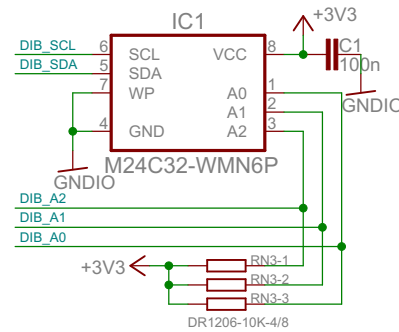 IC1
+3V3
DIB_SCL
6 SCL VCC 8
C1
DIB_SDA
5 SDA
100n
7 WP A0 1
A1 2
GNDIO
4 GND A2 3
M24C32-WMN6P
GNDIO
DIB_A2
DIB_A1
DIB_A0
+3V3
RN3-1
RN3-2
RN3-3
DR1206-10K-4/8